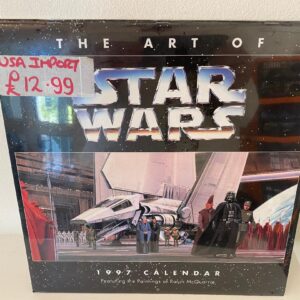 THE ART OF
USA IMPORT
£12.99
STAR
WARS
1997 CALENDAR
Featuring the Paintings of Ralph McQuarrie